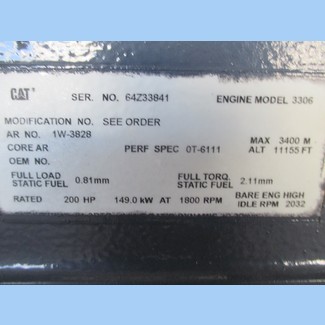 CAT SER. NO. 64Z33841 ENGINE MODEL 3306
MODIFICATION NO. SEE ORDER
AR NO. 1W-3828 MAX 3400 M
CORE AR PERF SPEC 0T-6111 ALT 11155 FT
OEM NO.
FULL LOAD FULL TORQ.
STATIC FUEL 0.81mm STATIC FUEL 2.11mm
RATED 200 HP 149.0 kW AT 1800 RPM BARE ENG HIGH
IDLE RPM 2032